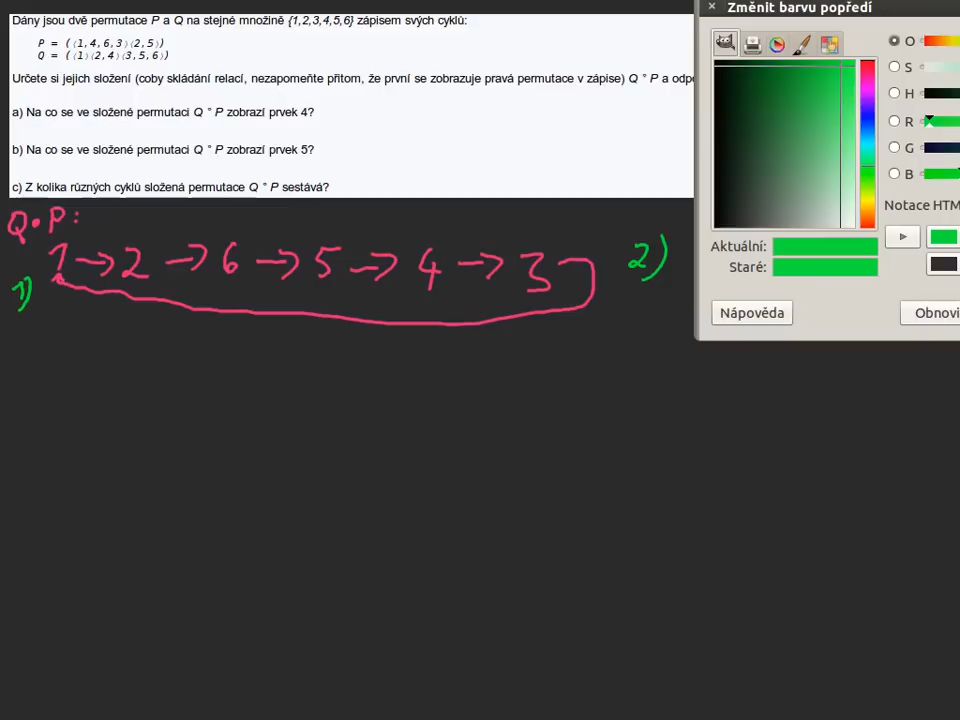 Dány jsou dvě permutace P a Q na stejné množině {1,2,3,4,5,6} zápisem svých cyklů:
P = ((1,4,6,3)(2,5))
Q = ((1)(2,4)(3,5,6))
Určete si jejich složení (coby skládání relací, nezapomeňte přitom, že první se zobrazuje pravá permutace v zápise) Q ° P a odpo
a) Na co se ve složené permutaci Q ° P zobrazí prvek 4?
b) Na co se ve složené permutaci Q ° P zobrazí prvek 5?
c) Z kolika různých cyklů složená permutace Q ° P sestává?
Q•P:
1 → 2 → 6 → 5 → 4 → 3
1)
2)
Změnit barvu popředí
O
S
H
R
G
B
Notace HTM
Aktuální:
Staré:
Nápověda
Obnovi